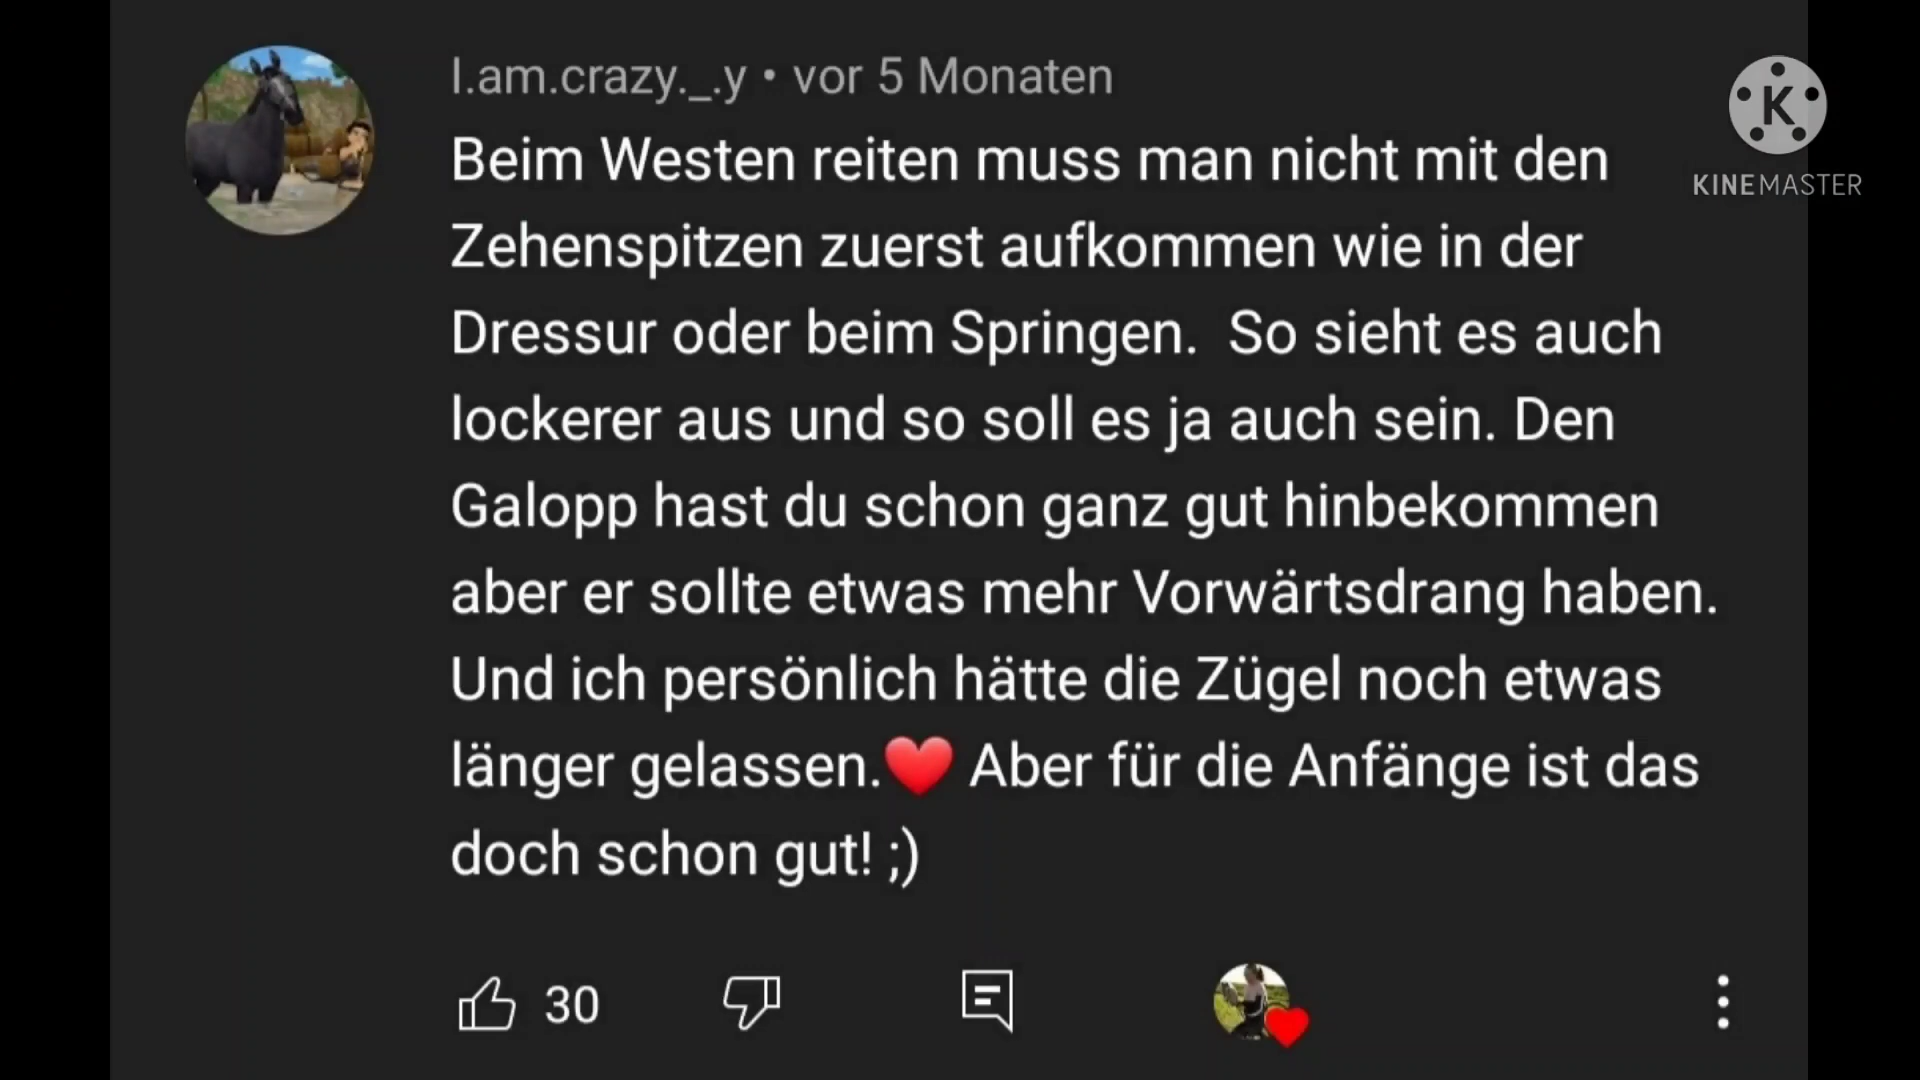 I.am.crazy._.y • vor 5 Monaten
Beim Westen reiten muss man nicht mit den
Zehenspitzen zuerst aufkommen wie in der
Dressur oder beim Springen.  So sieht es auch
lockerer aus und so soll es ja auch sein. Den
Galopp hast du schon ganz gut hinbekommen
aber er sollte etwas mehr Vorwärtsdrang haben.
Und ich persönlich hätte die Zügel noch etwas
länger gelassen.❤️ Aber für die Anfänge ist das
doch schon gut! ;)
30
K
KINEMASTER